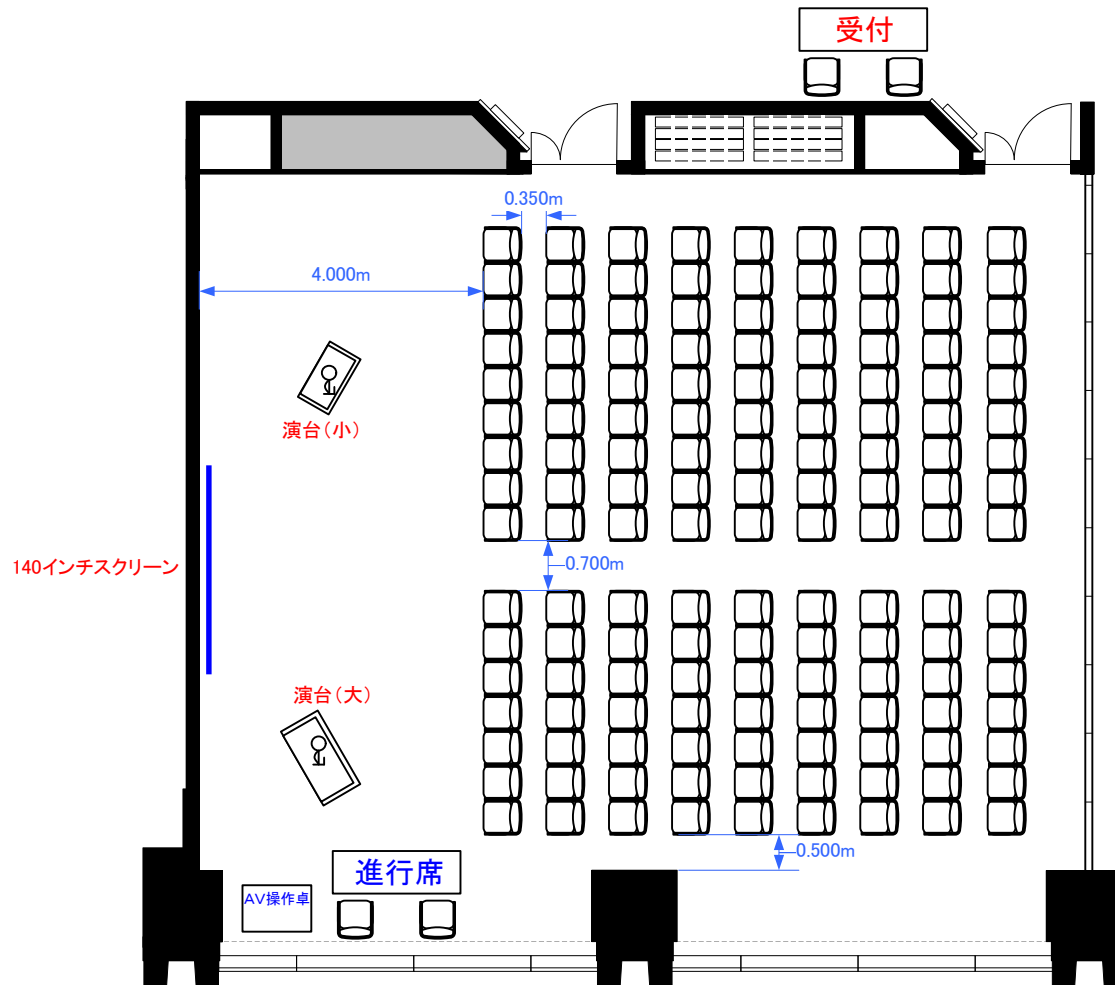 受付
0.350m
4.000m
演台(小)
0.700m
140インチスクリーン
演台(大)
0.500m
進行席
AV操作卓